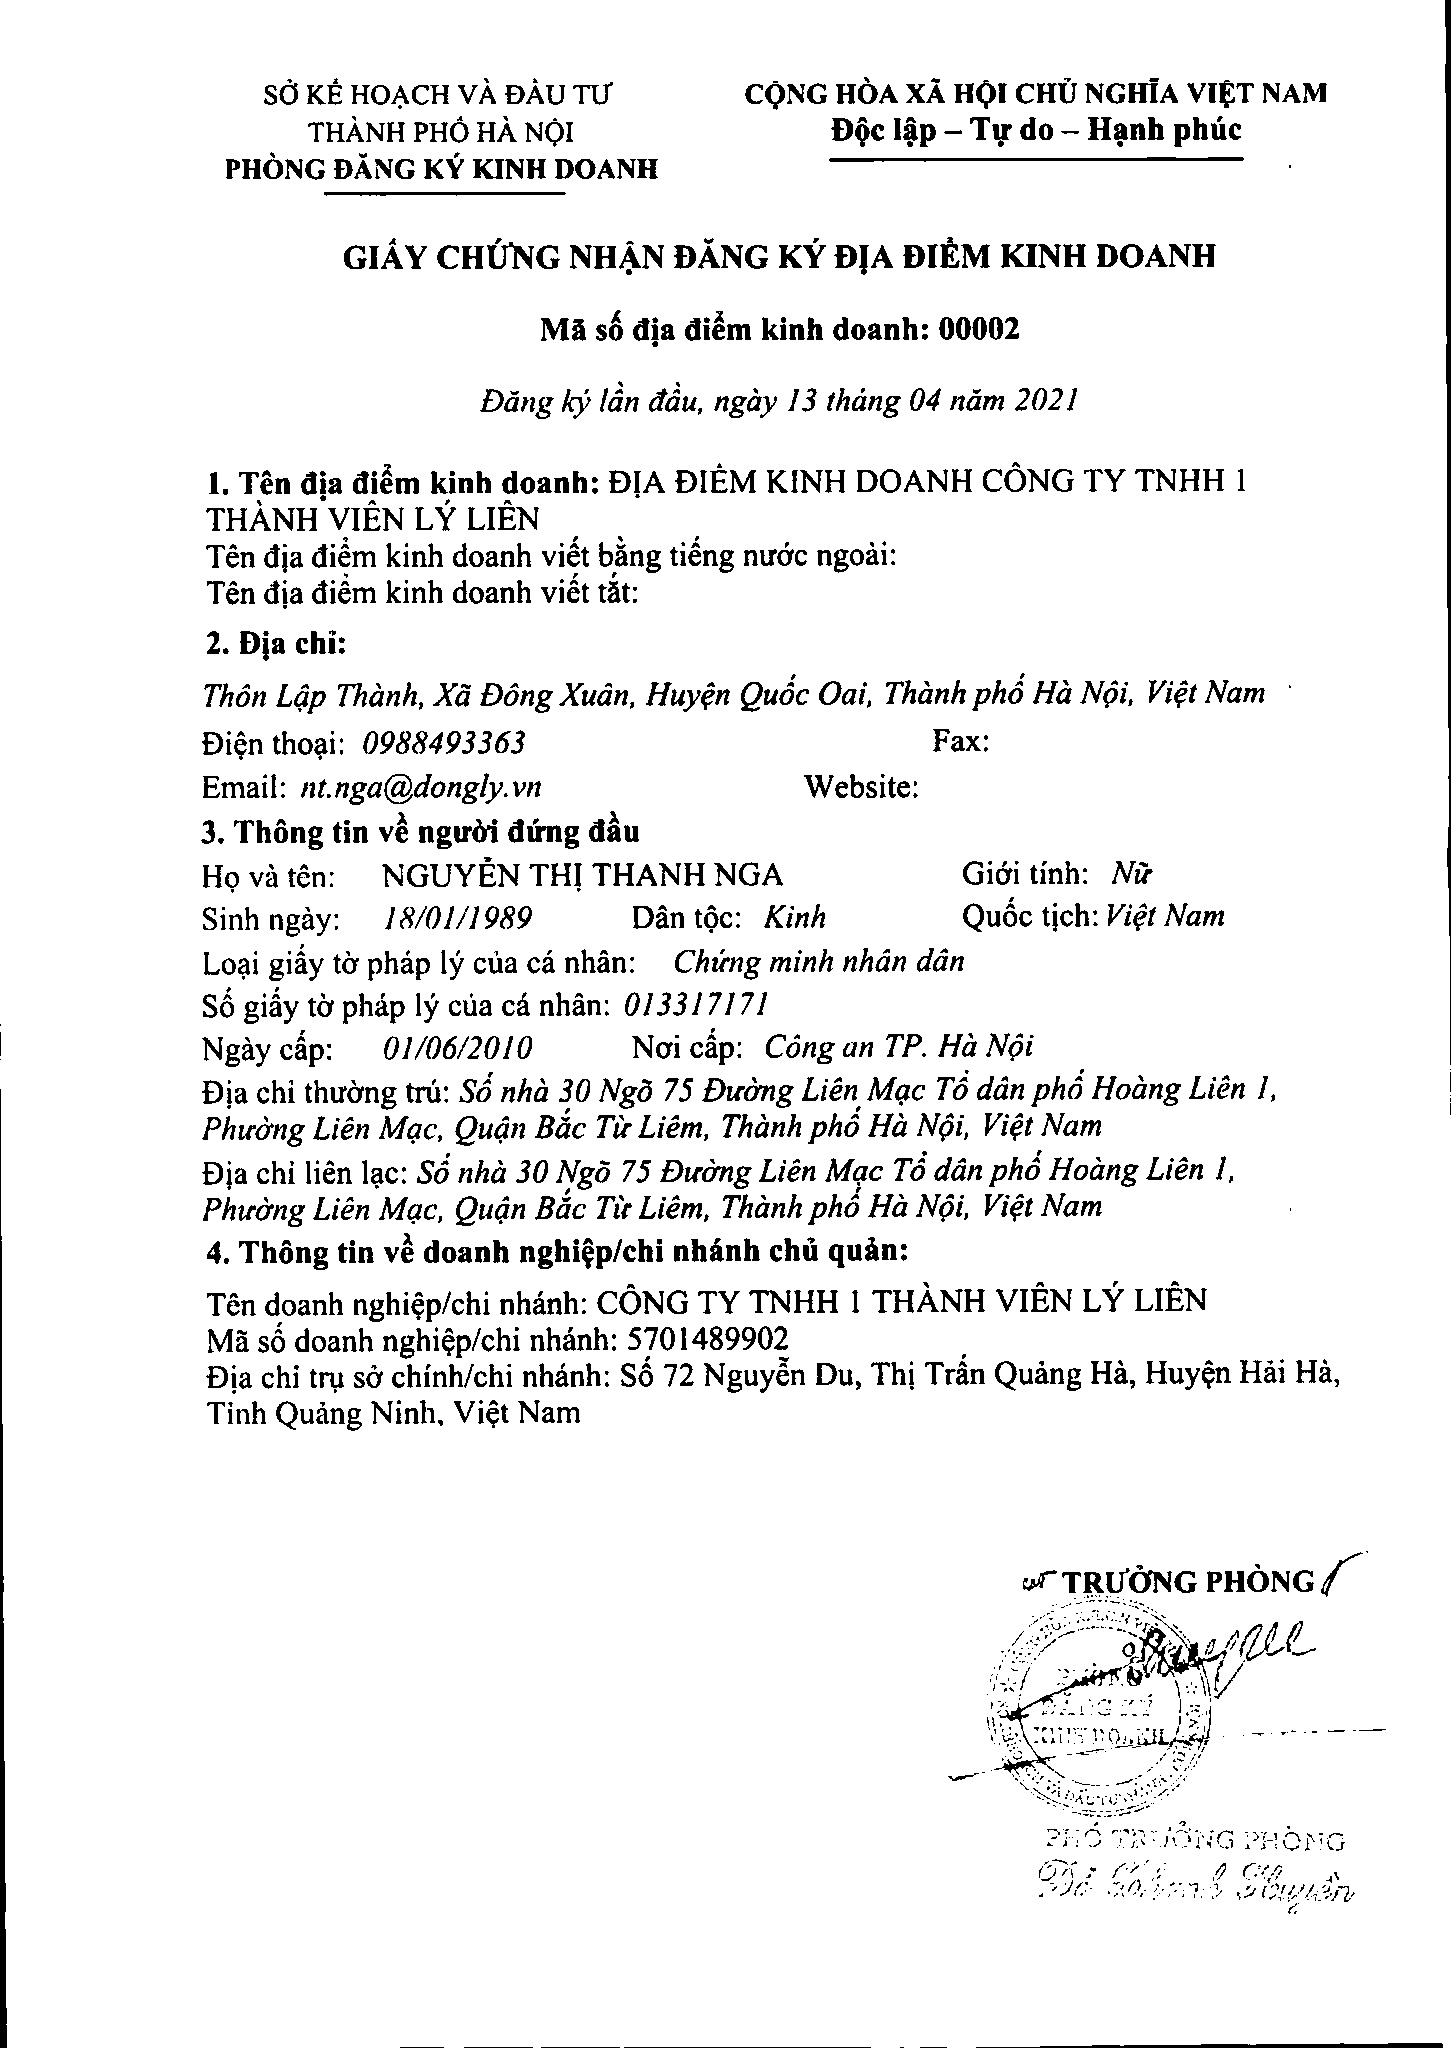 SỞ KẾ HOẠCH VÀ ĐẦU TƯ
THÀNH PHỐ HÀ NỘI
PHÒNG ĐĂNG KÝ KINH DOANH
CỘNG HÒA XÃ HỘI CHỦ NGHĨA VIỆT NAM
Độc lập – Tự do – Hạnh phúc
GIẤY CHỨNG NHẬN ĐĂNG KÝ ĐỊA ĐIỂM KINH DOANH
Mã số địa điểm kinh doanh: 00002
Đăng ký lần đầu, ngày 13 tháng 04 năm 2021
1. Tên địa điểm kinh doanh: ĐỊA ĐIỂM KINH DOANH CÔNG TY TNHH 1
THÀNH VIÊN LÝ LIÊN
Tên địa điểm kinh doanh viết bằng tiếng nước ngoài:
Tên địa điểm kinh doanh viết tắt:
2. Địa chỉ:
Thôn Lập Thành, Xã Đông Xuân, Huyện Quốc Oai, Thành phố Hà Nội, Việt Nam
Điện thoại: 0988493363 Fax:
Email: nt.nga@dongly.vn Website:
3. Thông tin về người đứng đầu
Họ và tên: NGUYỄN THỊ THANH NGA Giới tính: Nữ
Sinh ngày: 18/01/1989 Dân tộc: Kinh Quốc tịch: Việt Nam
Loại giấy tờ pháp lý của cá nhân: Chứng minh nhân dân
Số giấy tờ pháp lý của cá nhân: 013317171
Ngày cấp: 01/06/2010 Nơi cấp: Công an TP. Hà Nội
Địa chỉ thường trú: Số nhà 30 Ngõ 75 Đường Liên Mạc Tổ dân phố Hoàng Liên 1,
Phường Liên Mạc, Quận Bắc Từ Liêm, Thành phố Hà Nội, Việt Nam
Địa chỉ liên lạc: Số nhà 30 Ngõ 75 Đường Liên Mạc Tổ dân phố Hoàng Liên 1,
Phường Liên Mạc, Quận Bắc Từ Liêm, Thành phố Hà Nội, Việt Nam
4. Thông tin về doanh nghiệp/chi nhánh chủ quản:
Tên doanh nghiệp/chi nhánh: CÔNG TY TNHH 1 THÀNH VIÊN LÝ LIÊN
Mã số doanh nghiệp/chi nhánh: 5701489902
Địa chỉ trụ sở chính/chi nhánh: Số 72 Nguyễn Du, Thị Trấn Quảng Hà, Huyện Hải Hà,
Tỉnh Quảng Ninh, Việt Nam
TRƯỞNG PHÒNG
PHÒNG
ĐĂNG KÝ
KINH DOANH
PHÓ TRƯỞNG PHÒNG